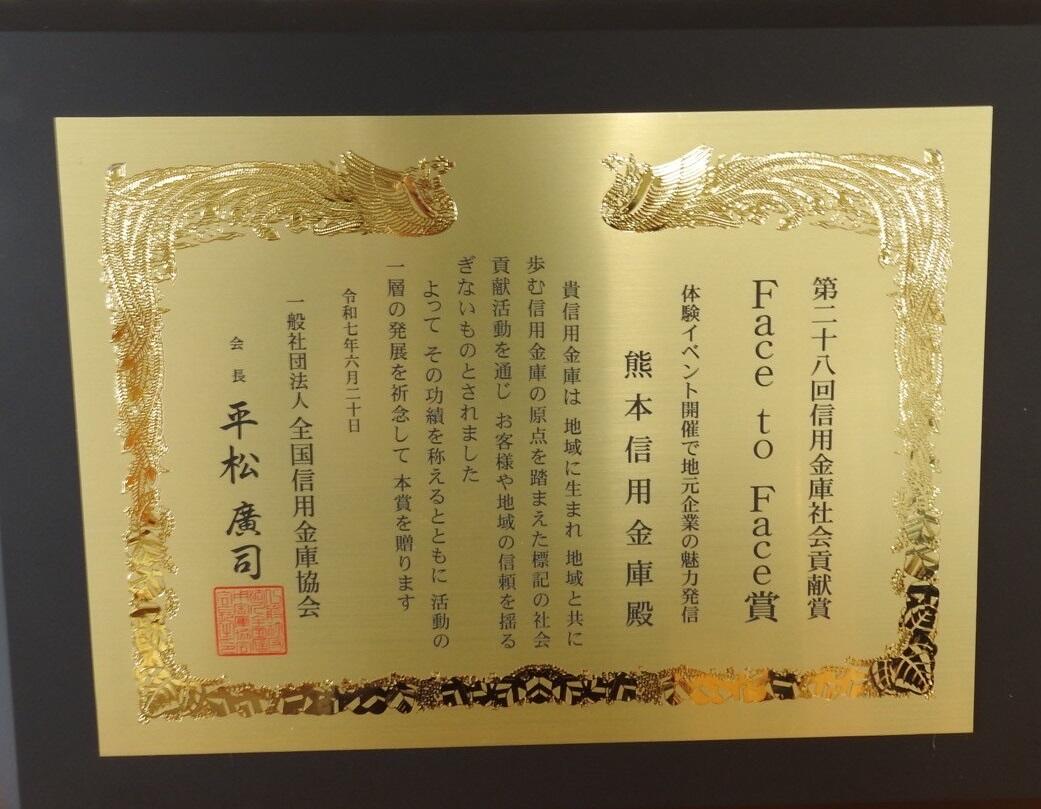 第二十八回信用金庫社会貢献賞
Face to Face賞
体験イベント開催で地元企業の魅力発信
熊本信用金庫殿
貴信用金庫は 地域に生まれ 地域と共に
歩む信用金庫の原点を踏まえた標記の社会
貢献活動を通じ お客様や地域の信頼を揺る
ぎないものとされました
よって その功績を称えるとともに 活動の
一層の発展を祈念して 本賞を贈ります
令和七年六月二十日
一般社団法人 全国信用金庫協会
会長 平松廣司